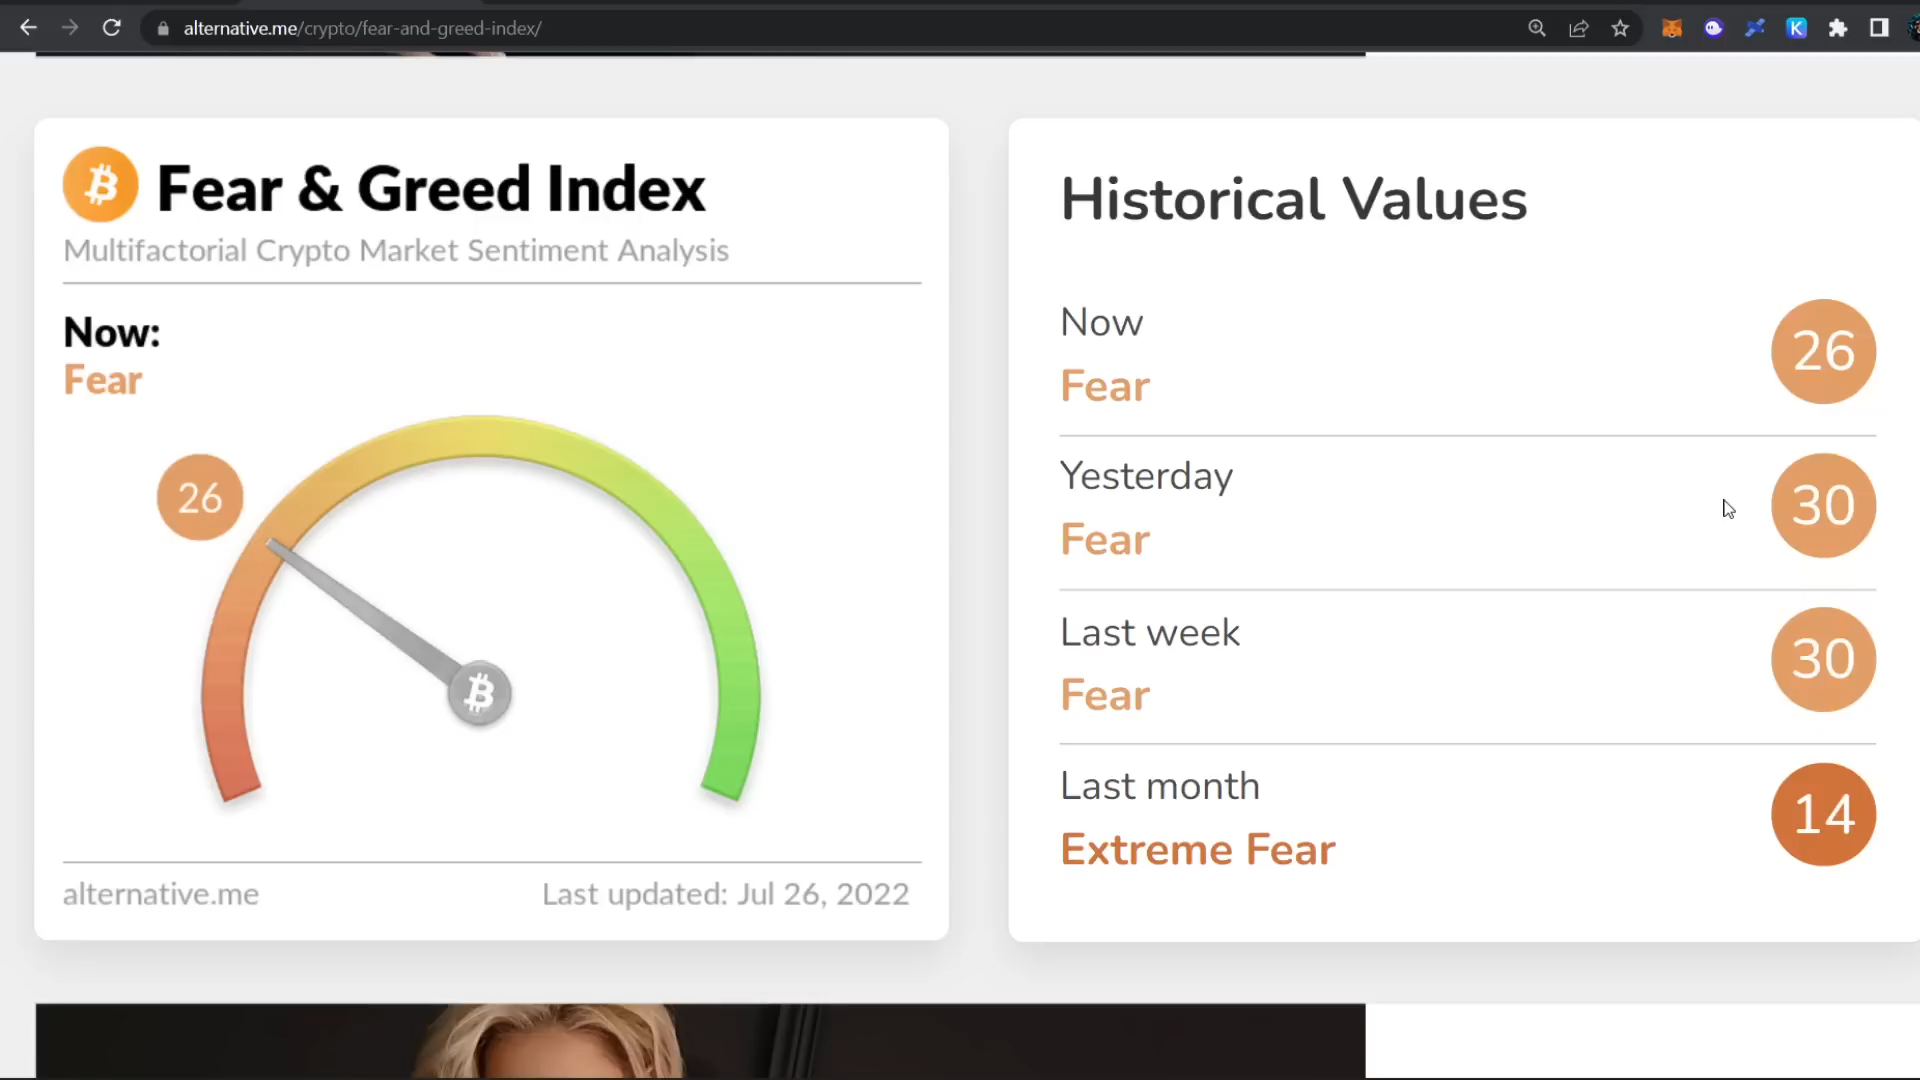 alternative.me/crypto/fear-and-greed-index/
Fear & Greed Index
Multifactorial Crypto Market Sentiment Analysis
Now:
Fear
26
alternative.me
Last updated: Jul 26, 2022
Historical Values
Now
Fear
26
Yesterday
Fear
30
Last week
Fear
30
Last month
Extreme Fear
14